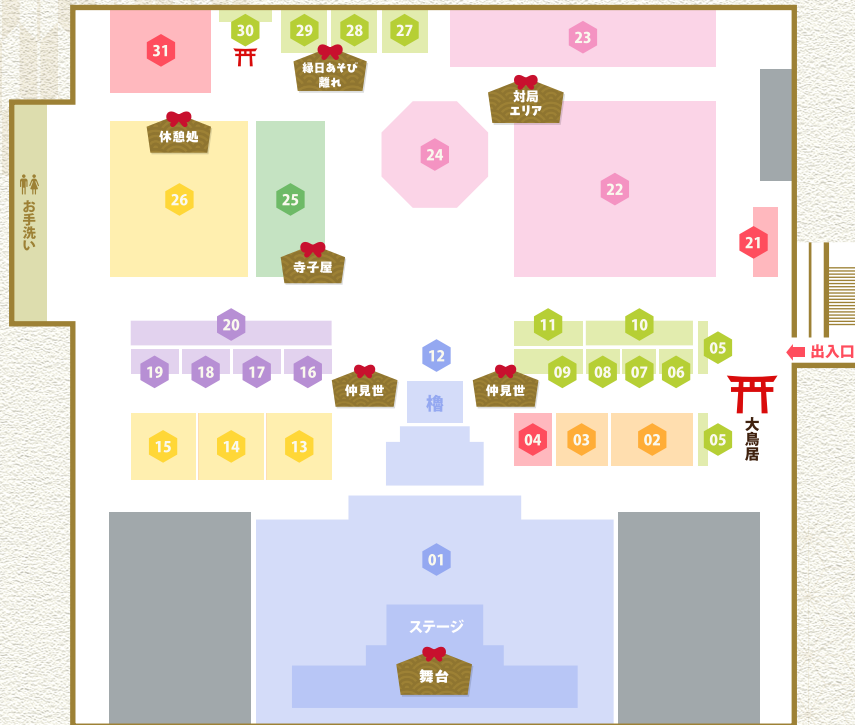 31
30
29
28
27
23
縁日あそび
離れ
対局
エリア
休憩処
24
22
26
25
お手洗い
21
寺子屋
20
11
10
05
12
出入口
19
18
17
16
09
08
07
06
仲見世
仲見世
櫓
大鳥居
15
14
13
04
03
02
05
01
ステージ
舞台